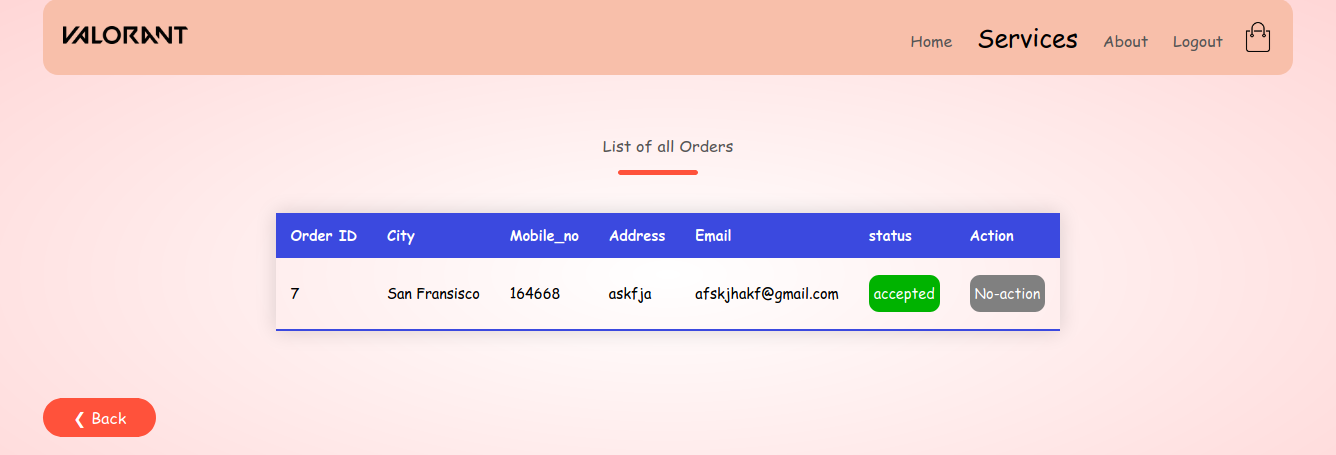 VALORANT Home Services About Logout
List of all Orders
Order ID City Mobile_no Address Email status Action
7 San Fransisco 164668 askfja afskjhakf@gmail.com accepted No-action
❮ Back